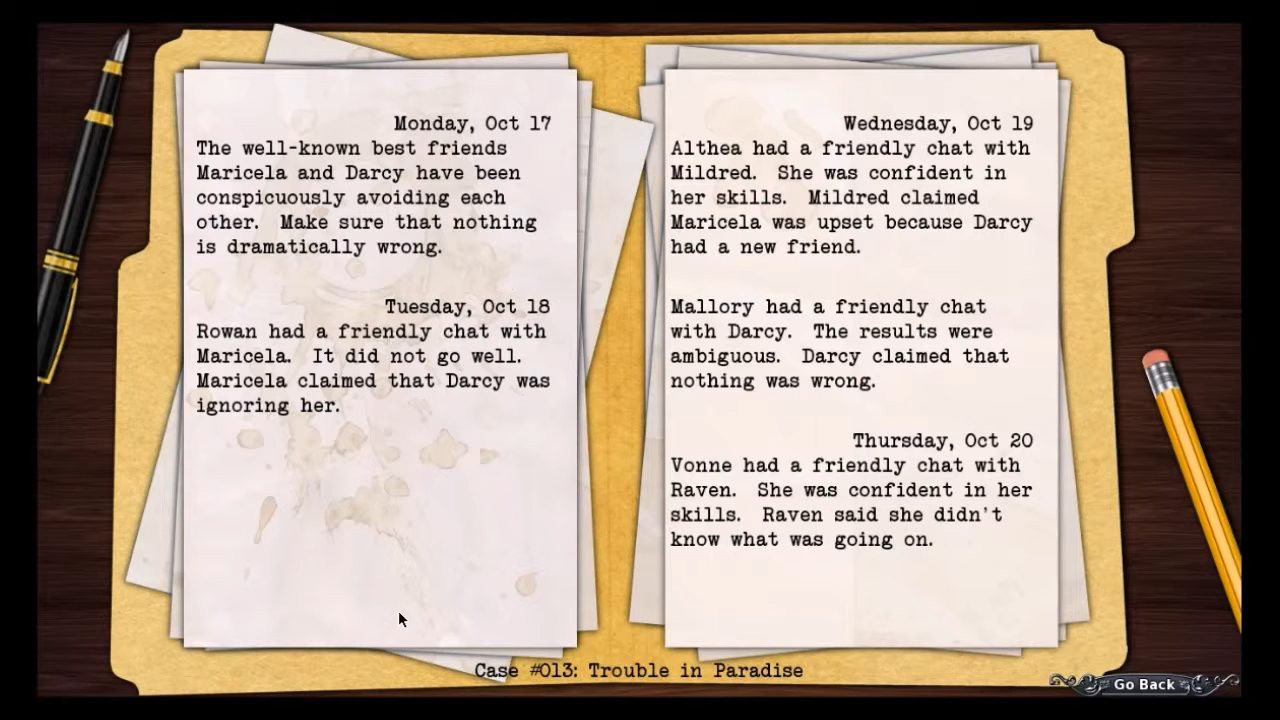 Monday, Oct 17
The well-known best friends
Maricela and Darcy have been
conspicuously avoiding each
other.  Make sure that nothing
is dramatically wrong.
Tuesday, Oct 18
Rowan had a friendly chat with
Maricela.  It did not go well.
Maricela claimed that Darcy was
ignoring her.
Wednesday, Oct 19
Althea had a friendly chat with
Mildred.  She was confident in
her skills.  Mildred claimed
Maricela was upset because Darcy
had a new friend.
Mallory had a friendly chat
with Darcy.  The results were
ambiguous.  Darcy claimed that
nothing was wrong.
Thursday, Oct 20
Vonne had a friendly chat with
Raven.  She was confident in her
skills.  Raven said she didn't
know what was going on.
Case #013: Trouble in Paradise
Go Back